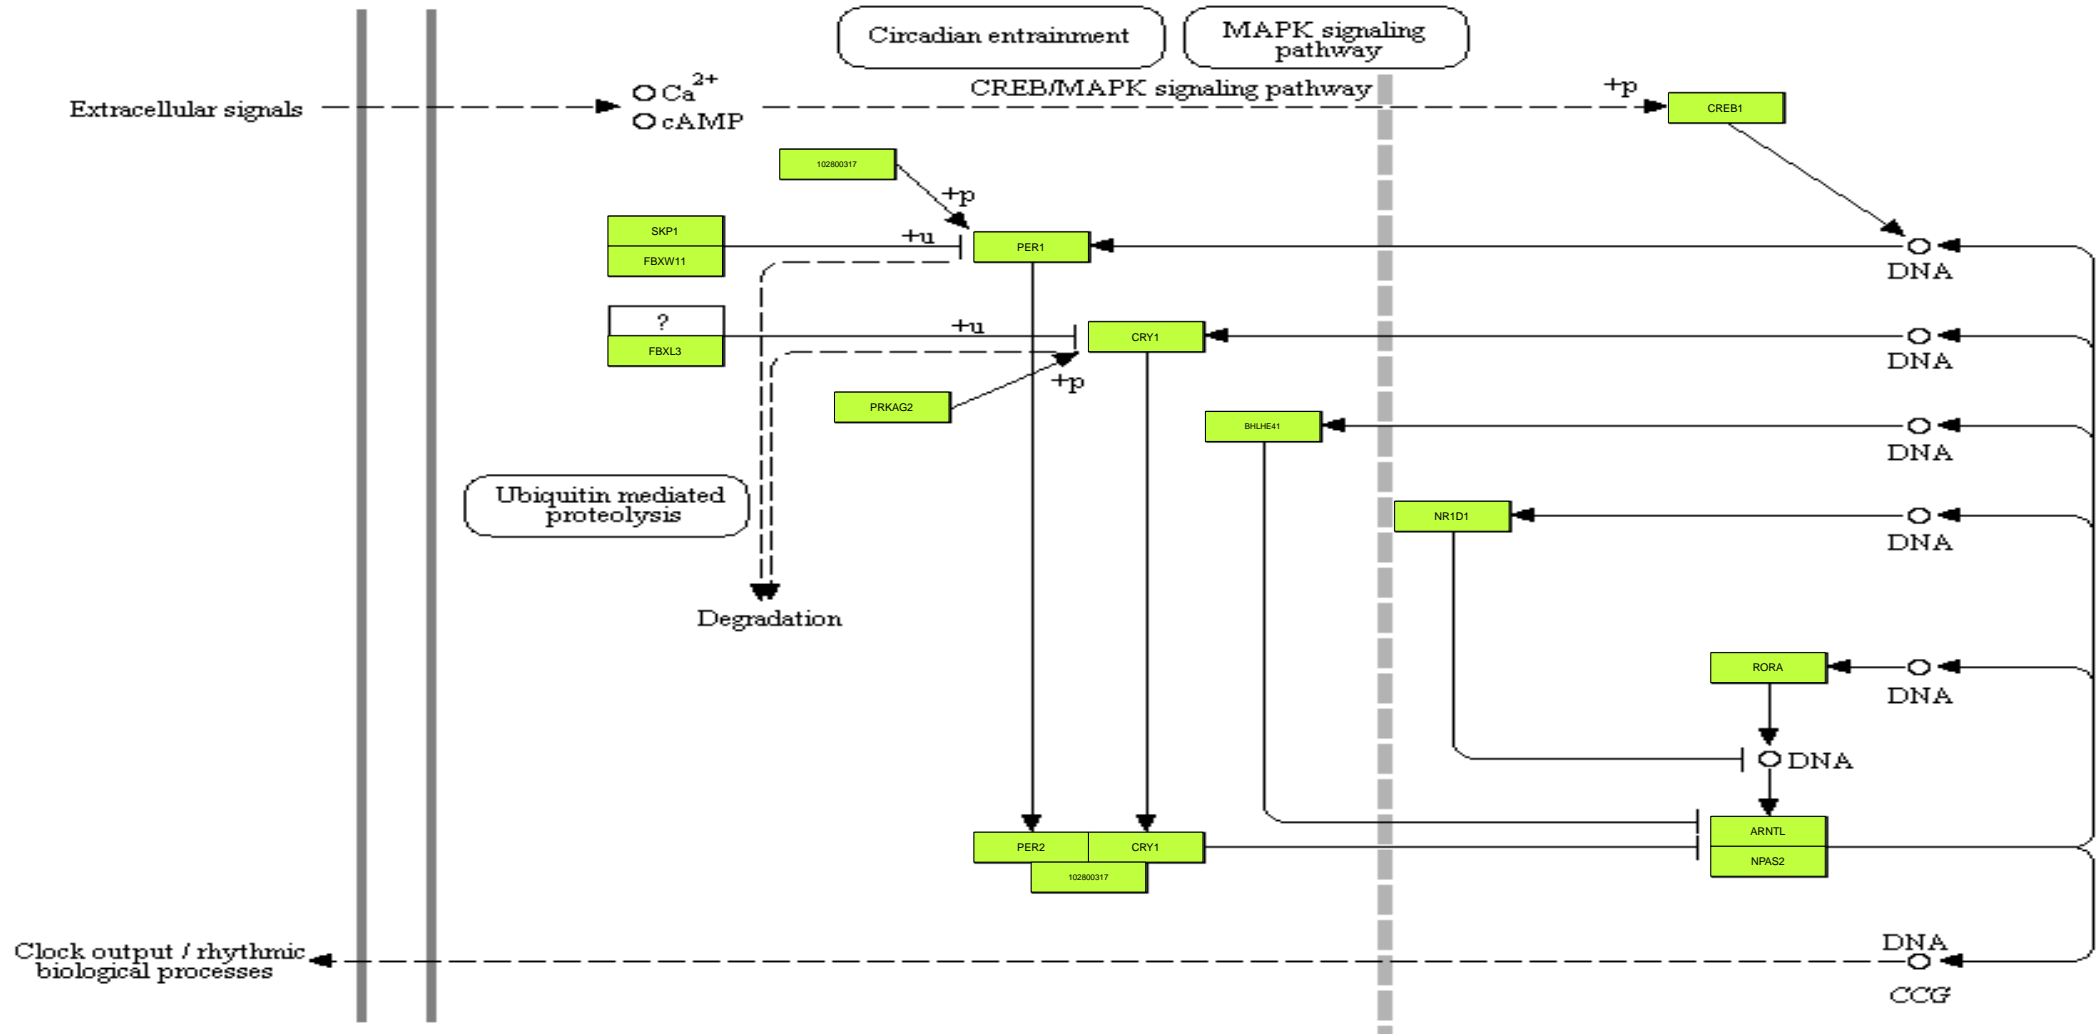 Circadian entrainment
MAPK signaling
pathway
Extracellular signals
Ca2+
cAMP
CREB/MAPK signaling pathway
+p
CREB1
102800317
+p
SKP1
FBXW11
+u
PER1
DNA
?
FBXL3
+u
CRY1
DNA
+p
PRKAG2
BHLHE41
DNA
Ubiquitin mediated
proteolysis
NR1D1
DNA
Degradation
RORA
DNA
DNA
PER2
CRY1
102800317
ARNTL
NPAS2
Clock output / rhythmic
biological processes
DNA
CCG